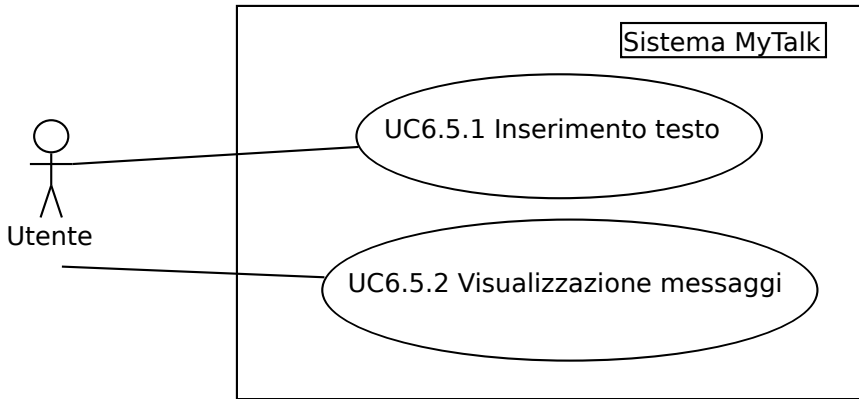 Sistema MyTalk
UC6.5.1 Inserimento testo
Utente
UC6.5.2 Visualizzazione messaggi